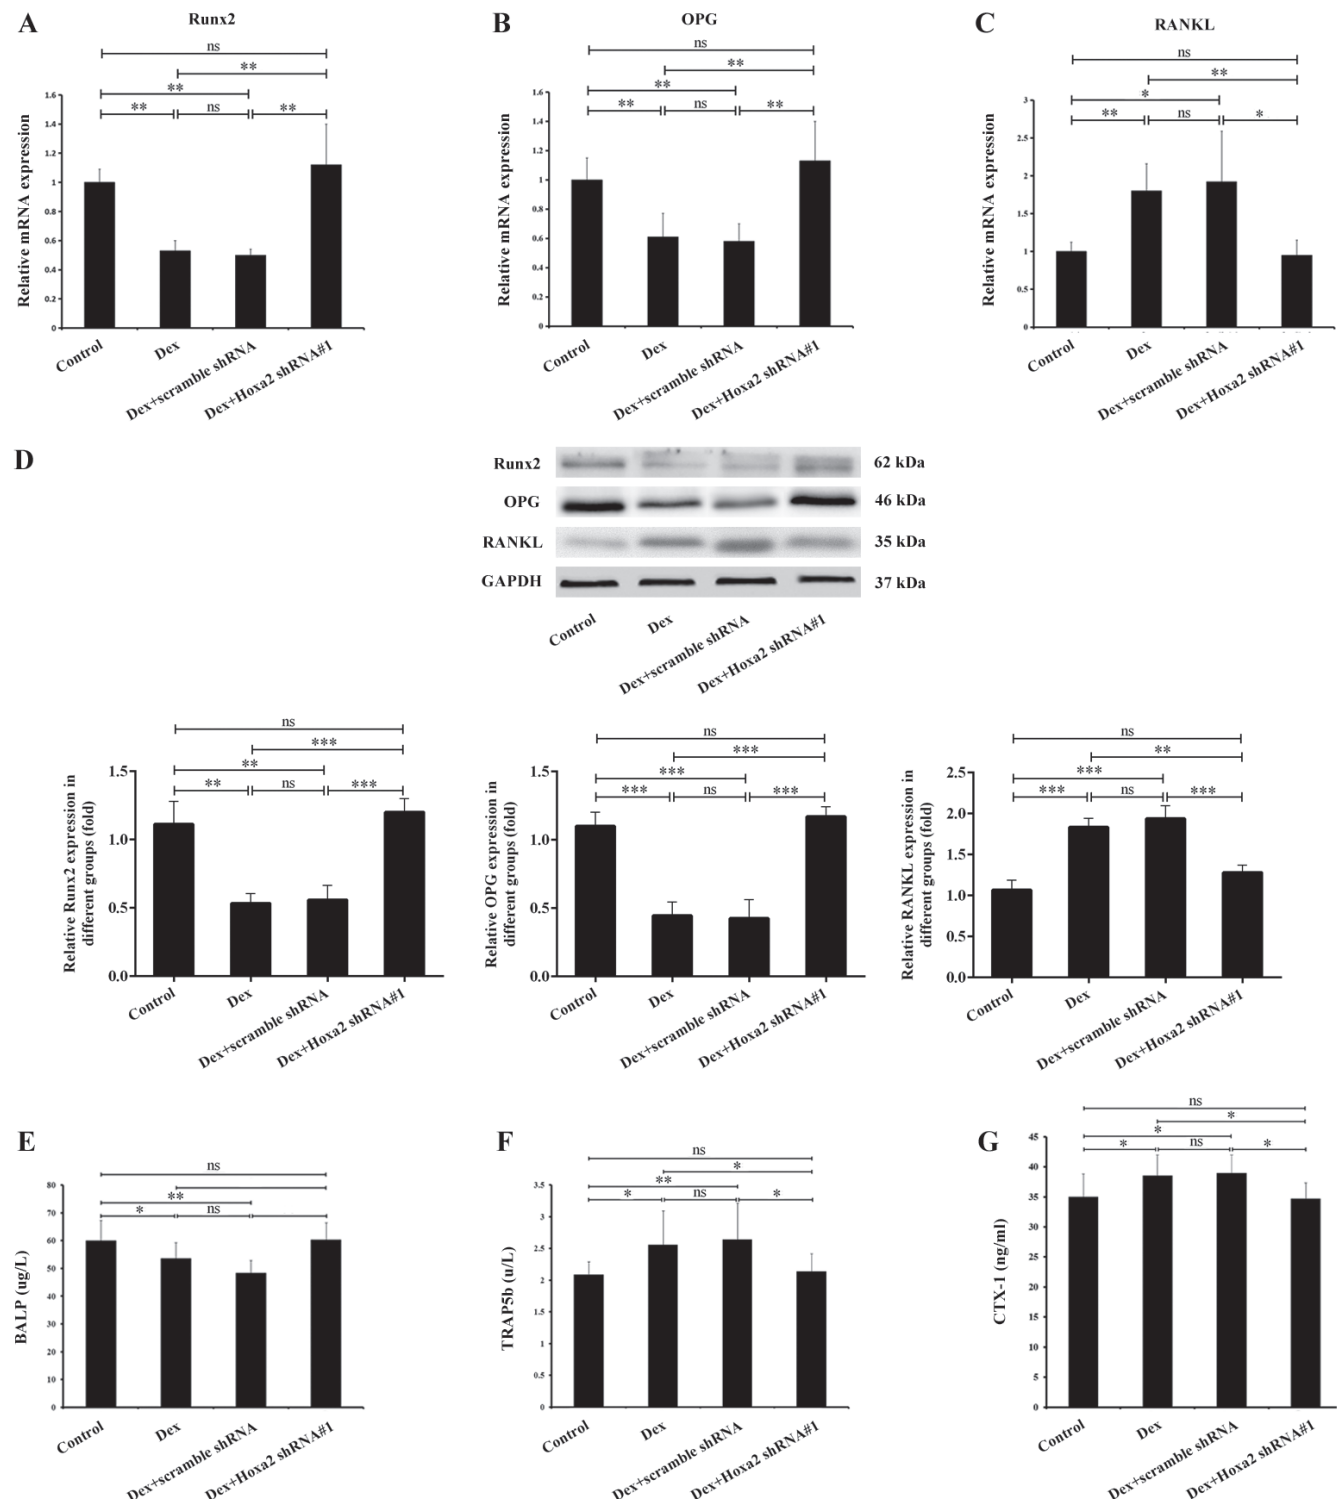 A
Runx2
ns
**
**
**
ns
**
Relative mRNA expression
1.6
1.4
1.2
1
0.8
0.6
0.4
0.2
0
Control
Dex
Dex+scramble shRNA
Dex+Hoxa2 shRNA#1
B
OPG
ns
**
**
**
ns
**
Relative mRNA expression
1.6
1.4
1.2
1
0.8
0.6
0.4
0.2
0
Control
Dex
Dex+scramble shRNA
Dex+Hoxa2 shRNA#1
C
RANKL
ns
**
*
**
ns
*
Relative mRNA expression
3
2.5
2
1.5
1
0.5
0
Control
Dex
Dex+scramble shRNA
Dex+Hoxa2 shRNA#1
D
Runx2
62 kDa
OPG
46 kDa
RANKL
35 kDa
GAPDH
37 kDa
Control
Dex
Dex+scramble shRNA
Dex+Hoxa2 shRNA#1
ns
***
**
**
ns
***
Relative Runx2 expression in
different groups (fold)
1.5
1.0
0.5
0.0
Control
Dex
Dex+scramble shRNA
Dex+Hoxa2 shRNA#1
ns
***
***
***
ns
***
Relative OPG expression in
different groups (fold)
1.5
1.0
0.5
0.0
Control
Dex
Dex+scramble shRNA
Dex+Hoxa2 shRNA#1
ns
**
***
***
ns
***
Relative RANKL expression in
different groups (fold)
2.5
2.0
1.5
1.0
0.5
0.0
Control
Dex
Dex+scramble shRNA
Dex+Hoxa2 shRNA#1
E
ns
**
*
ns
BALP (ug/L)
80
70
60
50
40
30
20
10
0
Control
Dex
Dex+scramble shRNA
Dex+Hoxa2 shRNA#1
F
ns
*
**
*
ns
*
TRAP5b (u/L)
3.5
3
2.5
2
1.5
1
0.5
0
Control
Dex
Dex+scramble shRNA
Dex+Hoxa2 shRNA#1
G
ns
*
*
*
ns
*
CTX-1 (ng/ml)
45
40
35
30
25
20
15
10
5
0
Control
Dex
Dex+scramble shRNA
Dex+Hoxa2 shRNA#1